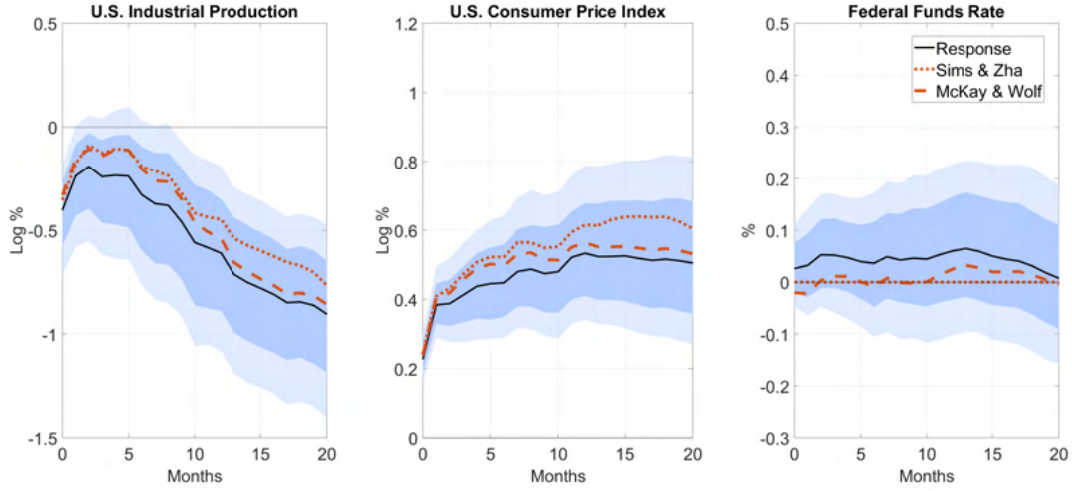 U.S. Industrial Production
0.5
0
-0.5
-1
-1.5
Log %
0 5 10 15 20
Months
U.S. Consumer Price Index
1.2
1
0.8
0.6
0.4
0.2
0
Log %
0 5 10 15 20
Months
Federal Funds Rate
0.5
0.4
0.3
0.2
0.1
0
-0.1
-0.2
-0.3
%
0 5 10 15 20
Months
Response
Sims & Zha
McKay & Wolf